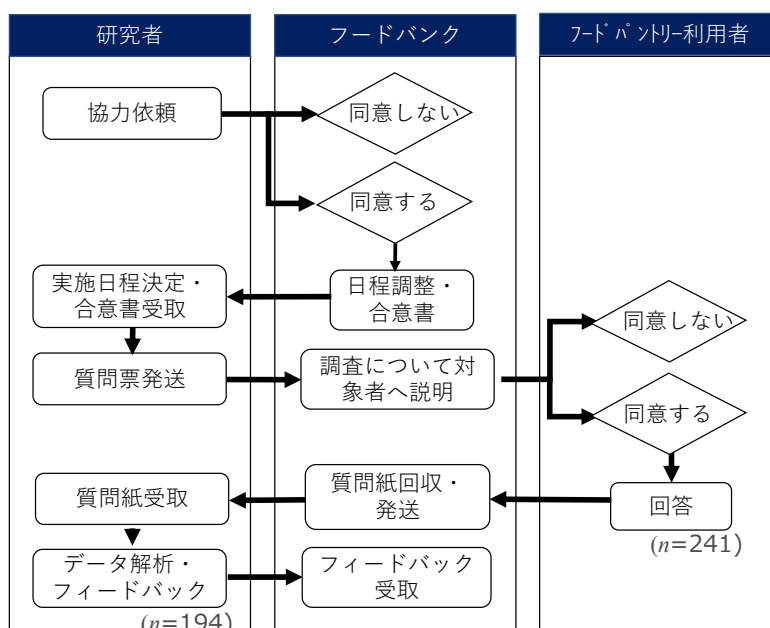 研究者
フードバンク
フードパントリー利用者
協力依頼
同意しない
同意する
実施日程決定・
合意書受取
日程調整・
合意書
同意しない
質問票発送
調査について対
象者へ説明
同意する
質問紙受取
質問紙回収・
発送
回答
(n=241)
データ解析・
フィードバック
フィードバック
受取
(n=194)